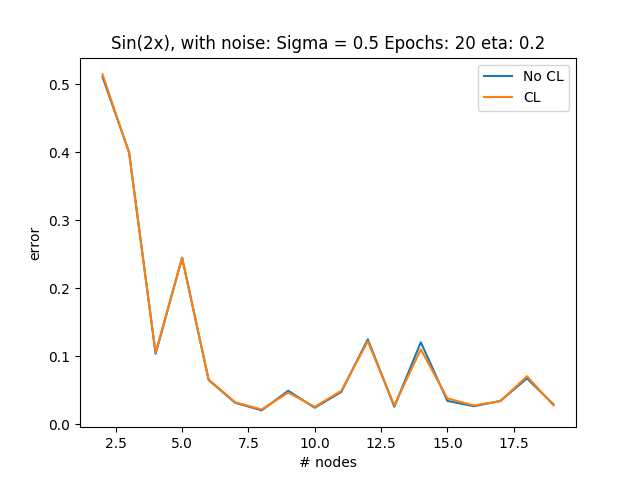 Sin(2x), with noise: Sigma = 0.5 Epochs: 20 eta: 0.2
No CL
CL
0.5
0.4
0.3
0.2
0.1
0.0
error
2.5 5.0 7.5 10.0 12.5 15.0 17.5
# nodes